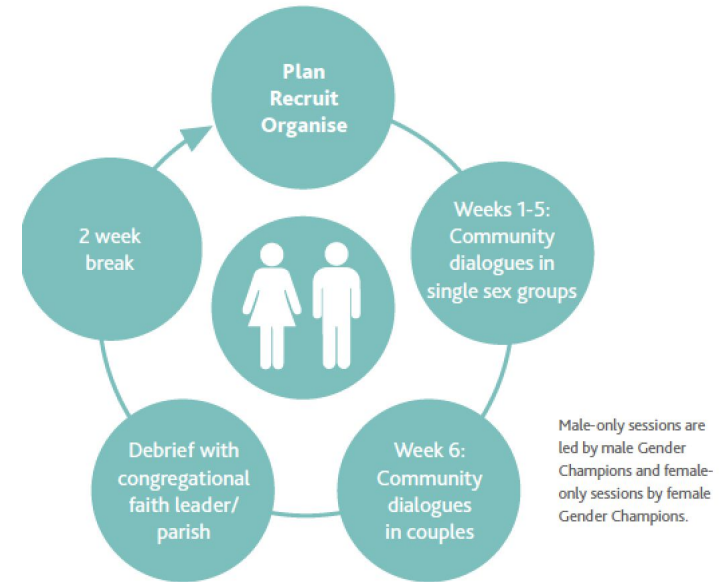 Plan
Recruit
Organise
Weeks 1-5:
Community
dialogues in
single sex groups
Week 6:
Community
dialogues
in couples
Debrief with
congregational
faith leader/
parish
2 week
break
Male-only sessions are
led by male Gender
Champions and female-
only sessions by female
Gender Champions.